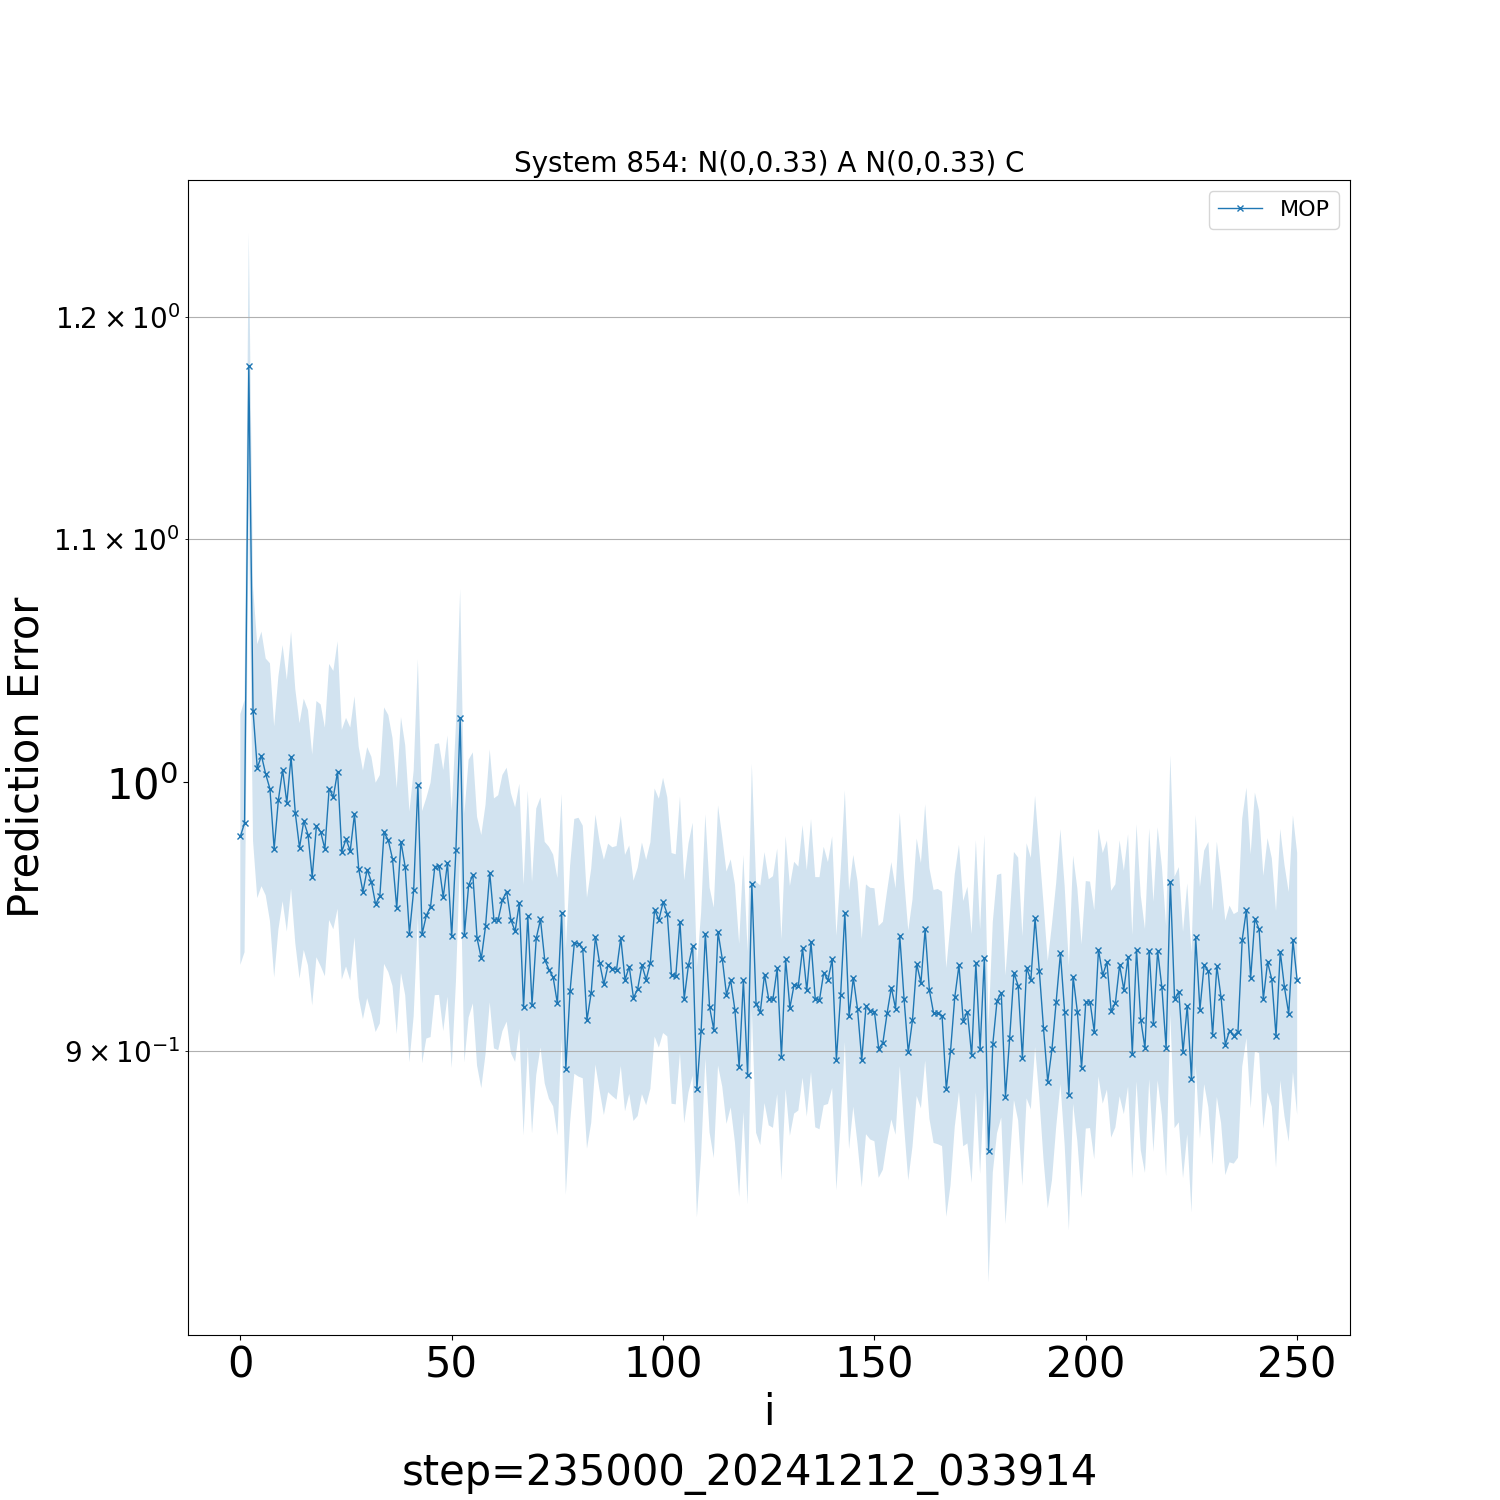 System 854: N(0,0.33) A N(0,0.33) C
MOP
1.2 × 10⁰
1.1 × 10⁰
10⁰
9 × 10⁻¹
Prediction Error
0 50 100 150 200 250
i
step=235000_20241212_033914